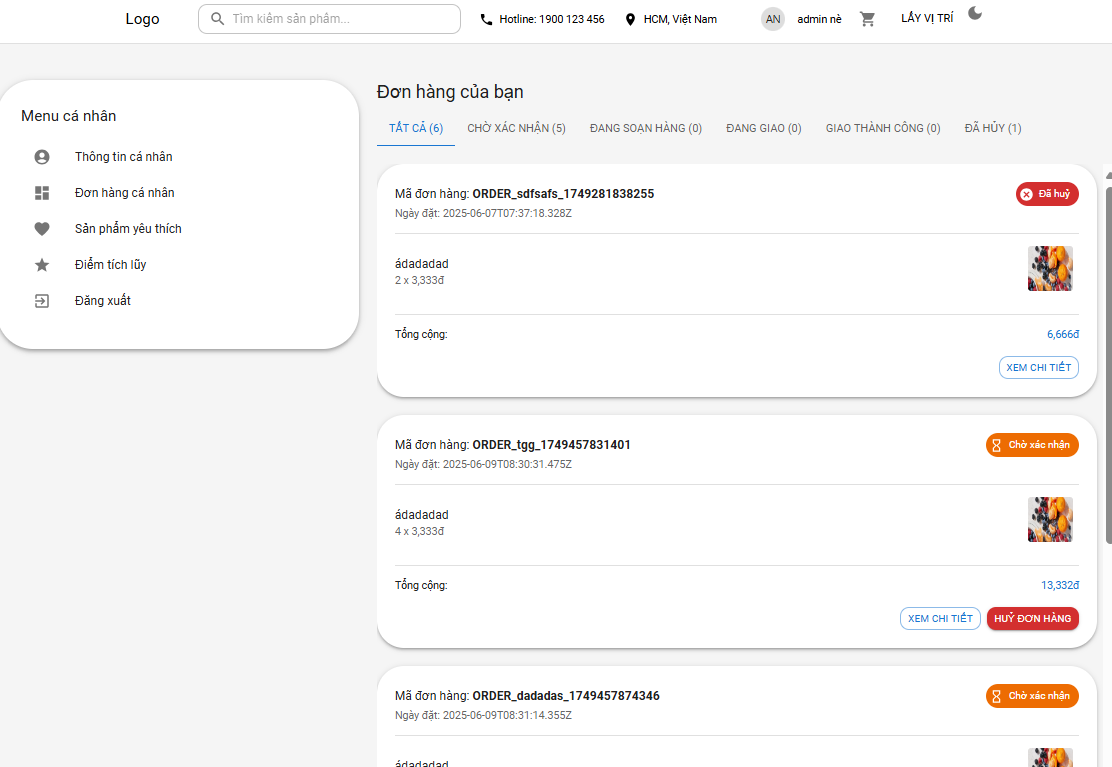 Logo
Tìm kiếm sản phẩm...
Hotline: 1900 123 456
HCM, Việt Nam
AN
admin nè
LẤY VỊ TRÍ
Menu cá nhân
Thông tin cá nhân
Đơn hàng cá nhân
Sản phẩm yêu thích
Điểm tích lũy
Đăng xuất
Đơn hàng của bạn
TẤT CẢ (6)
CHỜ XÁC NHẬN (5)
ĐANG SOẠN HÀNG (0)
ĐANG GIAO (0)
GIAO THÀNH CÔNG (0)
ĐÃ HỦY (1)
Mã đơn hàng: ORDER_sdfsafs_1749281838255
Đã huỷ
Ngày đặt: 2025-06-07T07:37:18.328Z
ádadadad
2 x 3,333đ
Tổng cộng:
6,666đ
XEM CHI TIẾT
Mã đơn hàng: ORDER_tgg_1749457831401
Chờ xác nhận
Ngày đặt: 2025-06-09T08:30:31.475Z
ádadadad
4 x 3,333đ
Tổng cộng:
13,332đ
XEM CHI TIẾT
HUỶ ĐƠN HÀNG
Mã đơn hàng: ORDER_dadadas_1749457874346
Chờ xác nhận
Ngày đặt: 2025-06-09T08:31:14.355Z
ádadadad